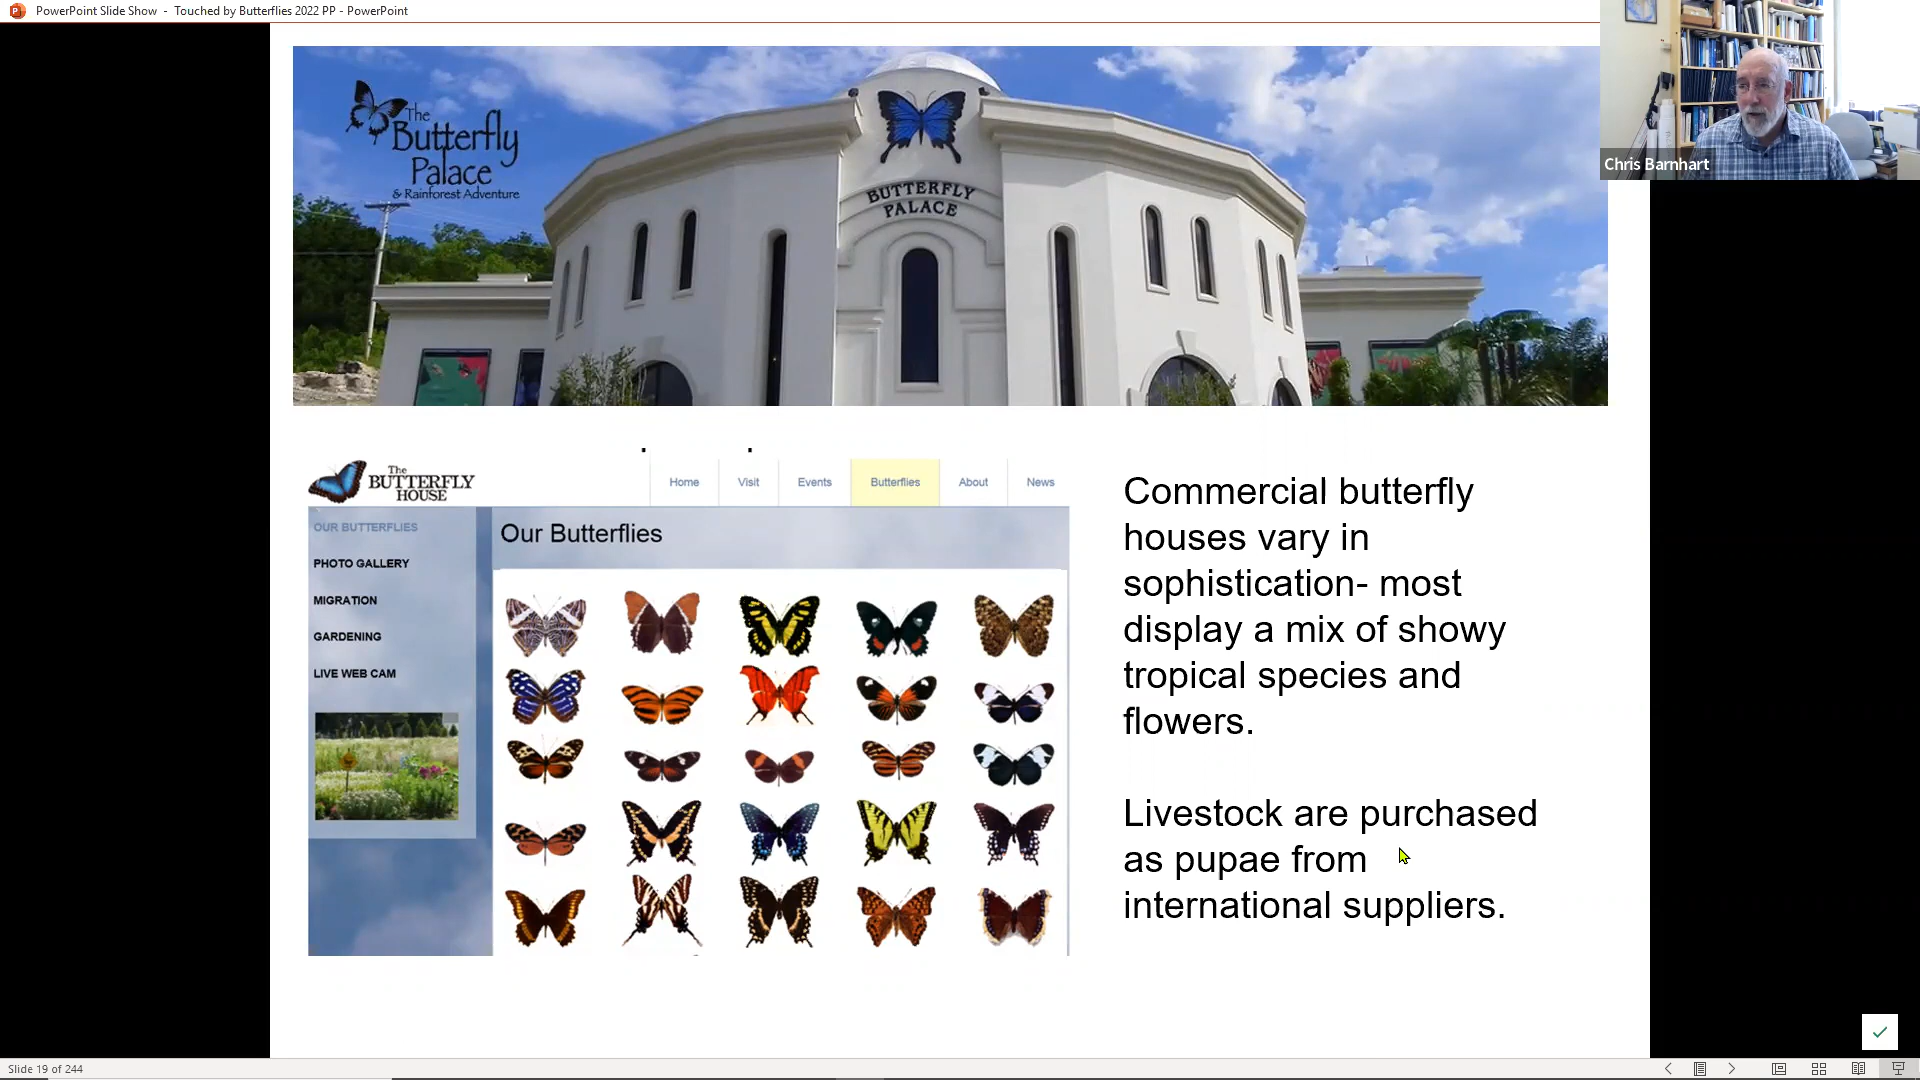 PowerPoint Slide Show - Touched by Butterflies 2022 PP - PowerPoint
The
Butterfly
Palace
& Rainforest Adventure
BUTTERFLY
PALACE
Chris Barnhart
The
BUTTERFLY
HOUSE
Home Visit Events Butterflies About News
OUR BUTTERFLIES
PHOTO GALLERY
MIGRATION
GARDENING
LIVE WEB CAM
Our Butterflies
Commercial butterfly
houses vary in
sophistication- most
display a mix of showy
tropical species and
flowers.
Livestock are purchased
as pupae from
international suppliers.
Slide 19 of 244